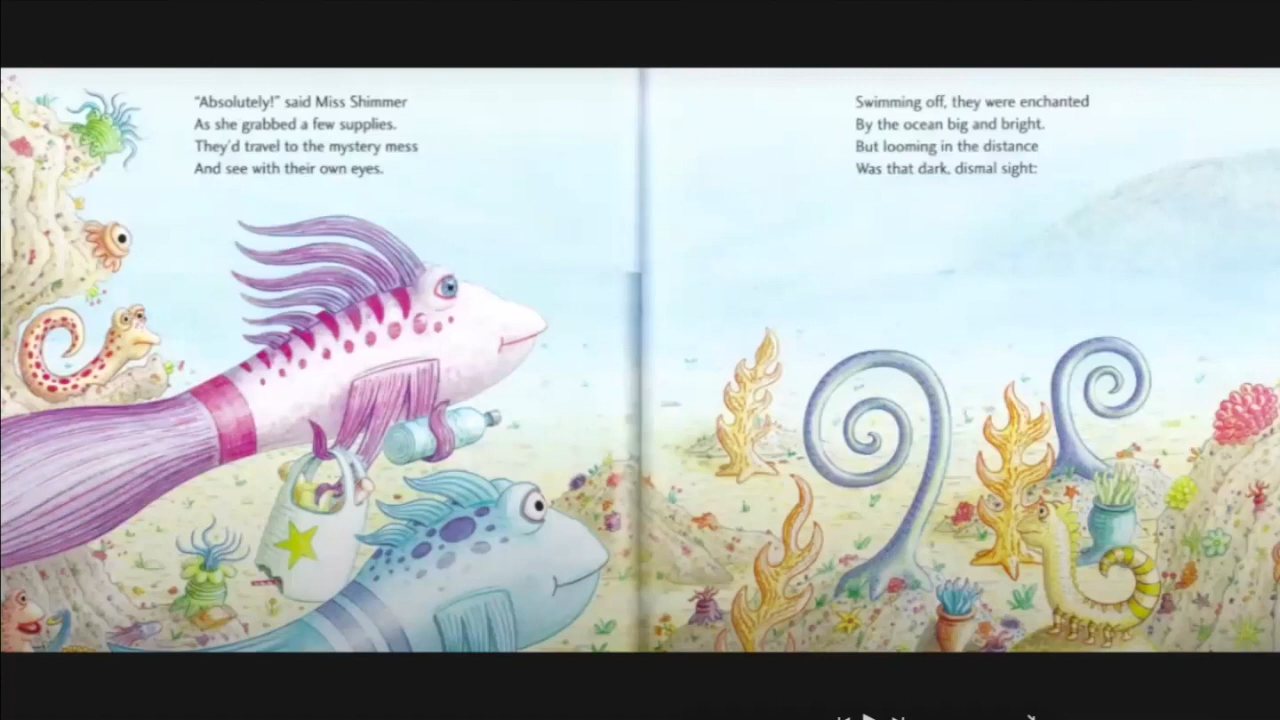 "Absolutely!" said Miss Shimmer
As she grabbed a few supplies.
They'd travel to the mystery mess
And see with their own eyes.
Swimming off, they were enchanted
By the ocean big and bright.
But looming in the distance
Was that dark, dismal sight: